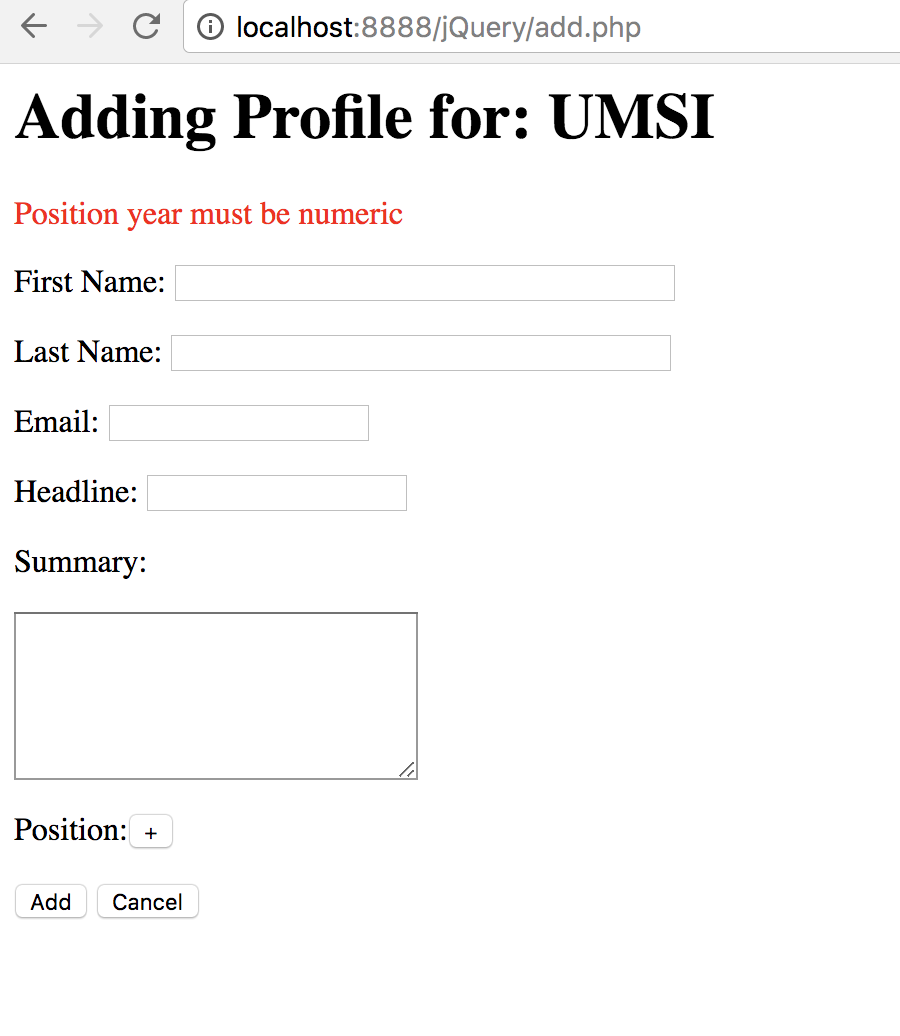 localhost:8888/jQuery/add.php
Adding Profile for: UMSI
Position year must be numeric
First Name:
Last Name:
Email:
Headline:
Summary:
Position: +
Add Cancel